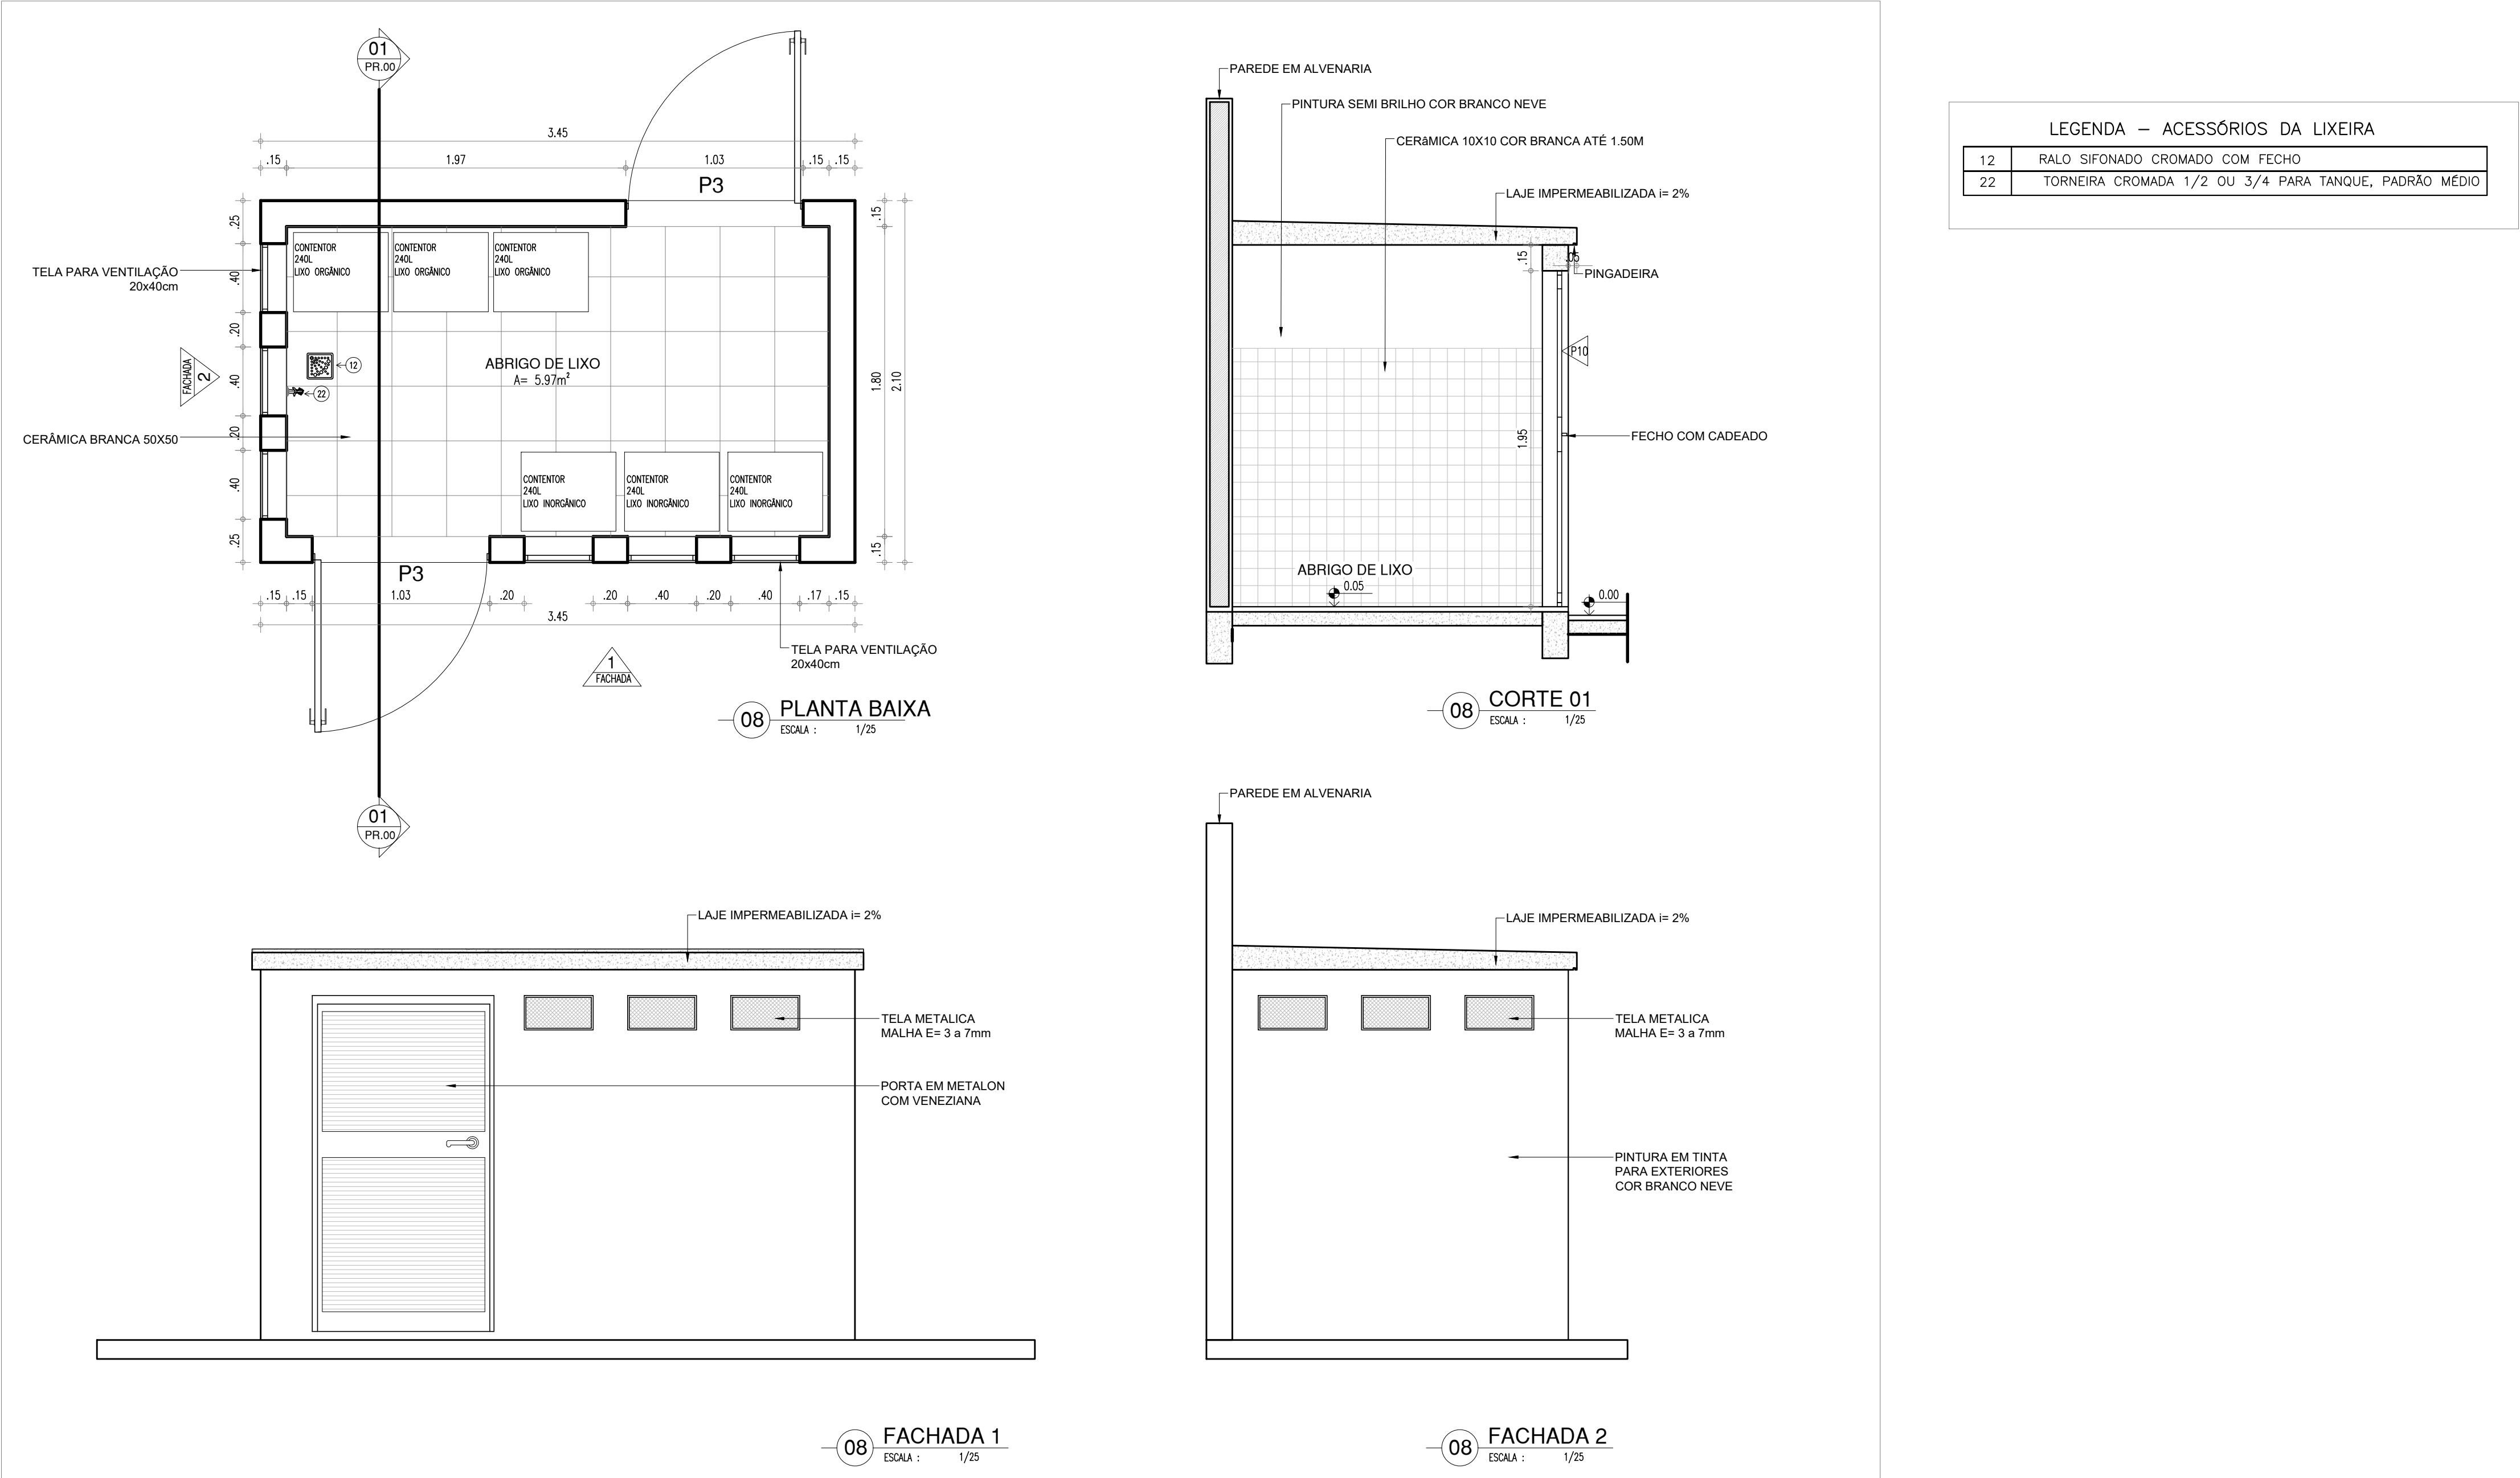 01
PR.00
3.45
.15
1.97
1.03
.15
.15
P3
.25
.40
.20
.40
.20
.40
.25
.15
1.80
2.10
.15
CONTENTOR
240L
LIXO ORGÂNICO
CONTENTOR
240L
LIXO ORGÂNICO
CONTENTOR
240L
LIXO ORGÂNICO
TELA PARA VENTILAÇÃO
20x40cm
FACHADA
2
12
22
ABRIGO DE LIXO
A= 5.97m²
CERÂMICA BRANCA 50X50
CONTENTOR
240L
LIXO INORGÂNICO
CONTENTOR
240L
LIXO INORGÂNICO
CONTENTOR
240L
LIXO INORGÂNICO
P3
.15
.15
1.03
.20
.20
.40
.20
.40
.17
.15
3.45
TELA PARA VENTILAÇÃO
20x40cm
1
FACHADA
08
PLANTA BAIXA
ESCALA : 1/25
01
PR.00
PAREDE EM ALVENARIA
PINTURA SEMI BRILHO COR BRANCO NEVE
CERâMICA 10X10 COR BRANCA ATÉ 1.50M
LAJE IMPERMEABILIZADA i= 2%
.15
.05
PINGADEIRA
P10
1.95
FECHO COM CADEADO
ABRIGO DE LIXO
0.05
0.00
08
CORTE 01
ESCALA : 1/25
LEGENDA – ACESSÓRIOS DA LIXEIRA
12 RALO SIFONADO CROMADO COM FECHO
22 TORNEIRA CROMADA 1/2 OU 3/4 PARA TANQUE, PADRÃO MÉDIO
LAJE IMPERMEABILIZADA i= 2%
TELA METALICA
MALHA E= 3 a 7mm
PORTA EM METALON
COM VENEZIANA
08
FACHADA 1
ESCALA : 1/25
PAREDE EM ALVENARIA
LAJE IMPERMEABILIZADA i= 2%
TELA METALICA
MALHA E= 3 a 7mm
PINTURA EM TINTA
PARA EXTERIORES
COR BRANCO NEVE
08
FACHADA 2
ESCALA : 1/25